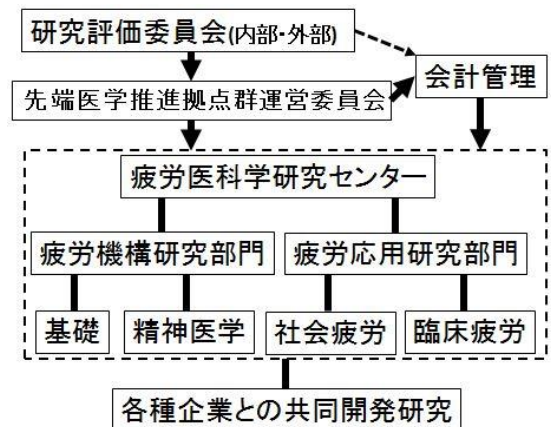 研究評価委員会(内部・外部)
会計管理
先端医学推進拠点群運営委員会
疲労医科学研究センター
疲労機構研究部門
疲労応用研究部門
基礎
精神医学
社会疲労
臨床疲労
各種企業との共同開発研究